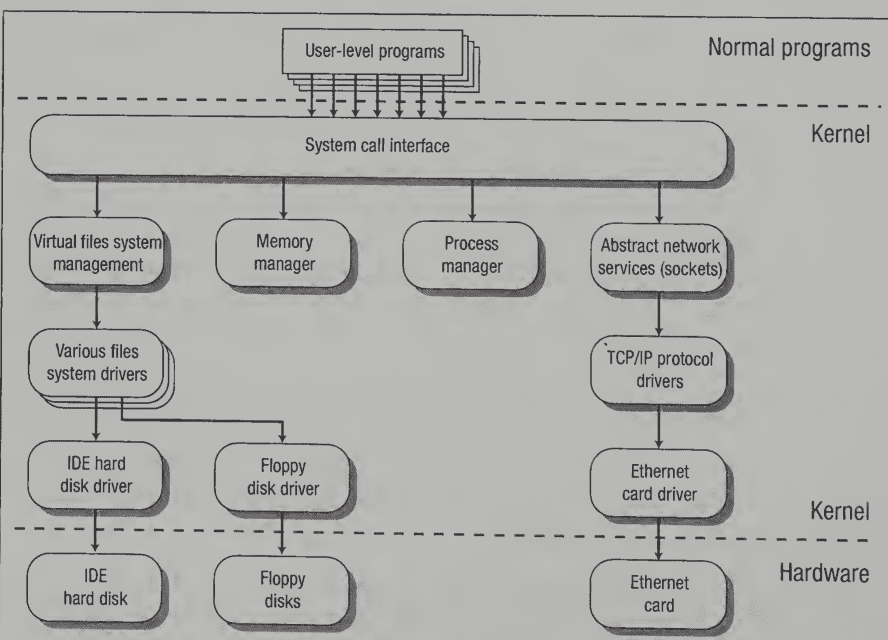 User-level programs
Normal programs
System call interface
Kernel
Virtual files system
management
Memory
manager
Process
manager
Abstract network
services (sockets)
Various files
system drivers
TCP/IP protocol
drivers
IDE hard
disk driver
Floppy
disk driver
Ethernet
card driver
Kernel
IDE
hard disk
Floppy
disks
Ethernet
card
Hardware